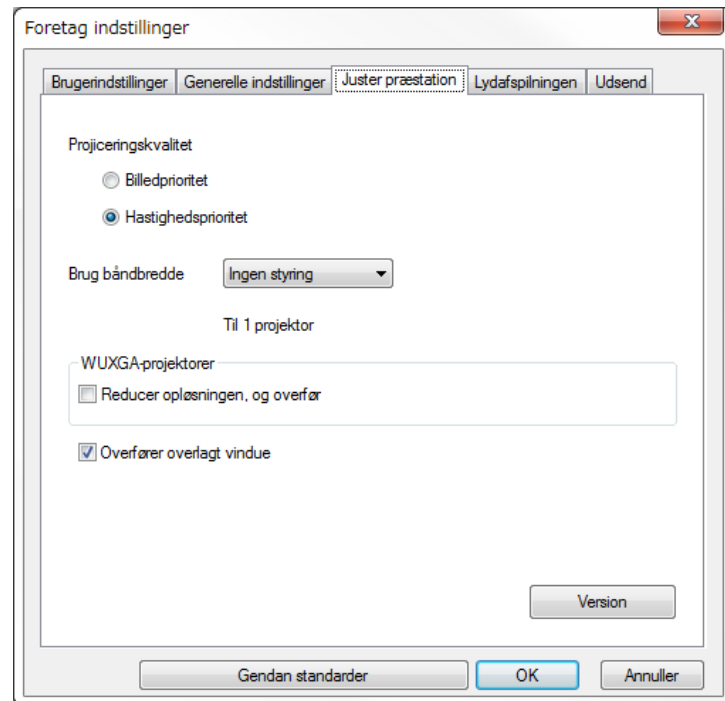 Foretag indstillinger
Brugerindstillinger Generelle indstillinger Juster præstation Lydafspilningen Udsend
Projiceringskvalitet
Billedprioritet
Hastighedsprioritet
Brug båndbredde Ingen styring
Til 1 projektor
WUXGA-projektorer
Reducer opløsningen, og overfør
Overfører overlagt vindue
Version
Gendan standarder OK Annuller